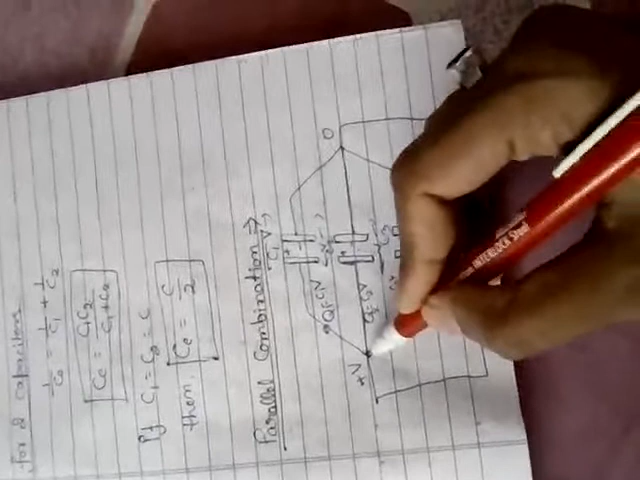 for 2 capacitors
1/Ce = 1/C1 + 1/C2
Ce = C1C2/C1+C2
If C1 = C2 = C
then, Ce = C/2
Parallel Combination ⇒
C1 V
Q1=C1V
Q2=C2V
C2
+V
O
INTERLOCK